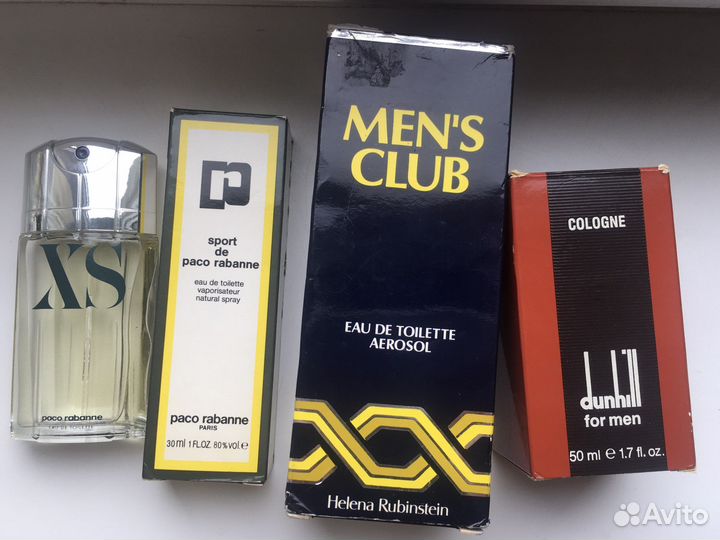 XS
paco rabanne
sport
de
paco rabanne
eau de toilette
vaporisateur
natural spray
paco rabanne
PARIS
30 ml 1 FL.OZ. 80% vol e
MEN'S
CLUB
EAU DE TOILETTE
AEROSOL
Helena Rubinstein
COLOGNE
dunhill
for men
50 ml e 1.7 fl. oz.
Avito